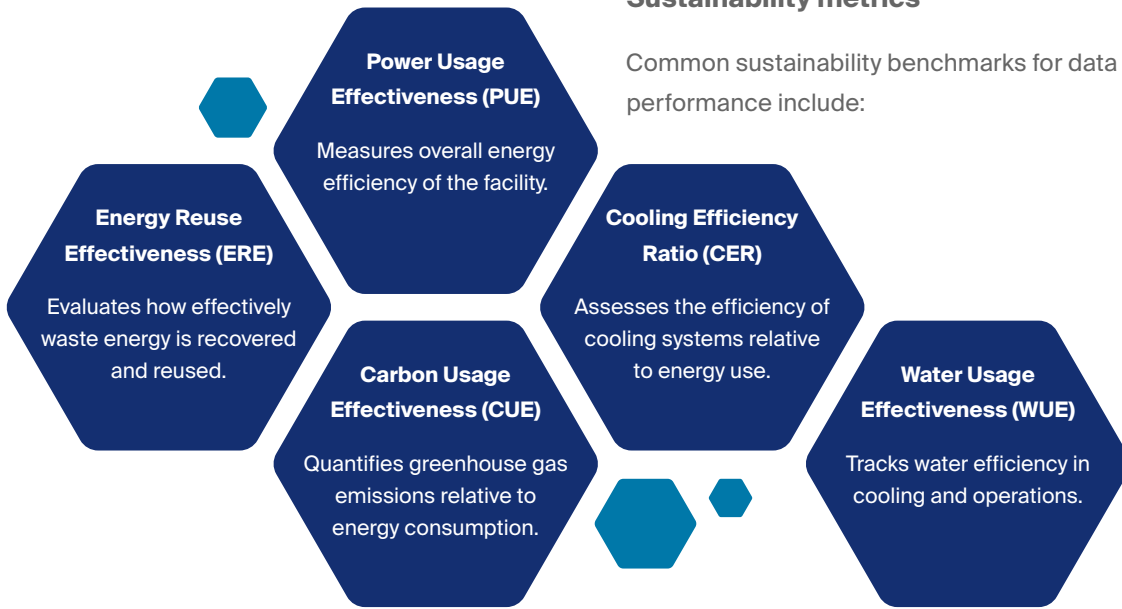 Sustainability metrics
Common sustainability benchmarks for data
performance include:
Power Usage
Effectiveness (PUE)
Measures overall energy
efficiency of the facility.
Energy Reuse
Effectiveness (ERE)
Evaluates how effectively
waste energy is recovered
and reused.
Cooling Efficiency
Ratio (CER)
Assesses the efficiency of
cooling systems relative
to energy use.
Carbon Usage
Effectiveness (CUE)
Quantifies greenhouse gas
emissions relative to
energy consumption.
Water Usage
Effectiveness (WUE)
Tracks water efficiency in
cooling and operations.